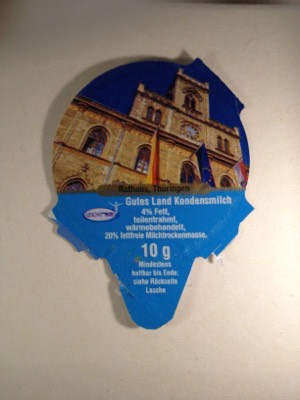 Rathaus, Thüringen
Gutes Land Kondensmilch
4% Fett,
teilentrahmt,
wärmebehandelt,
20% fettfreie Milchtrockenmasse.
10 g
Mindestens
haltbar bis Ende:
siehe Rückseite
Lasche